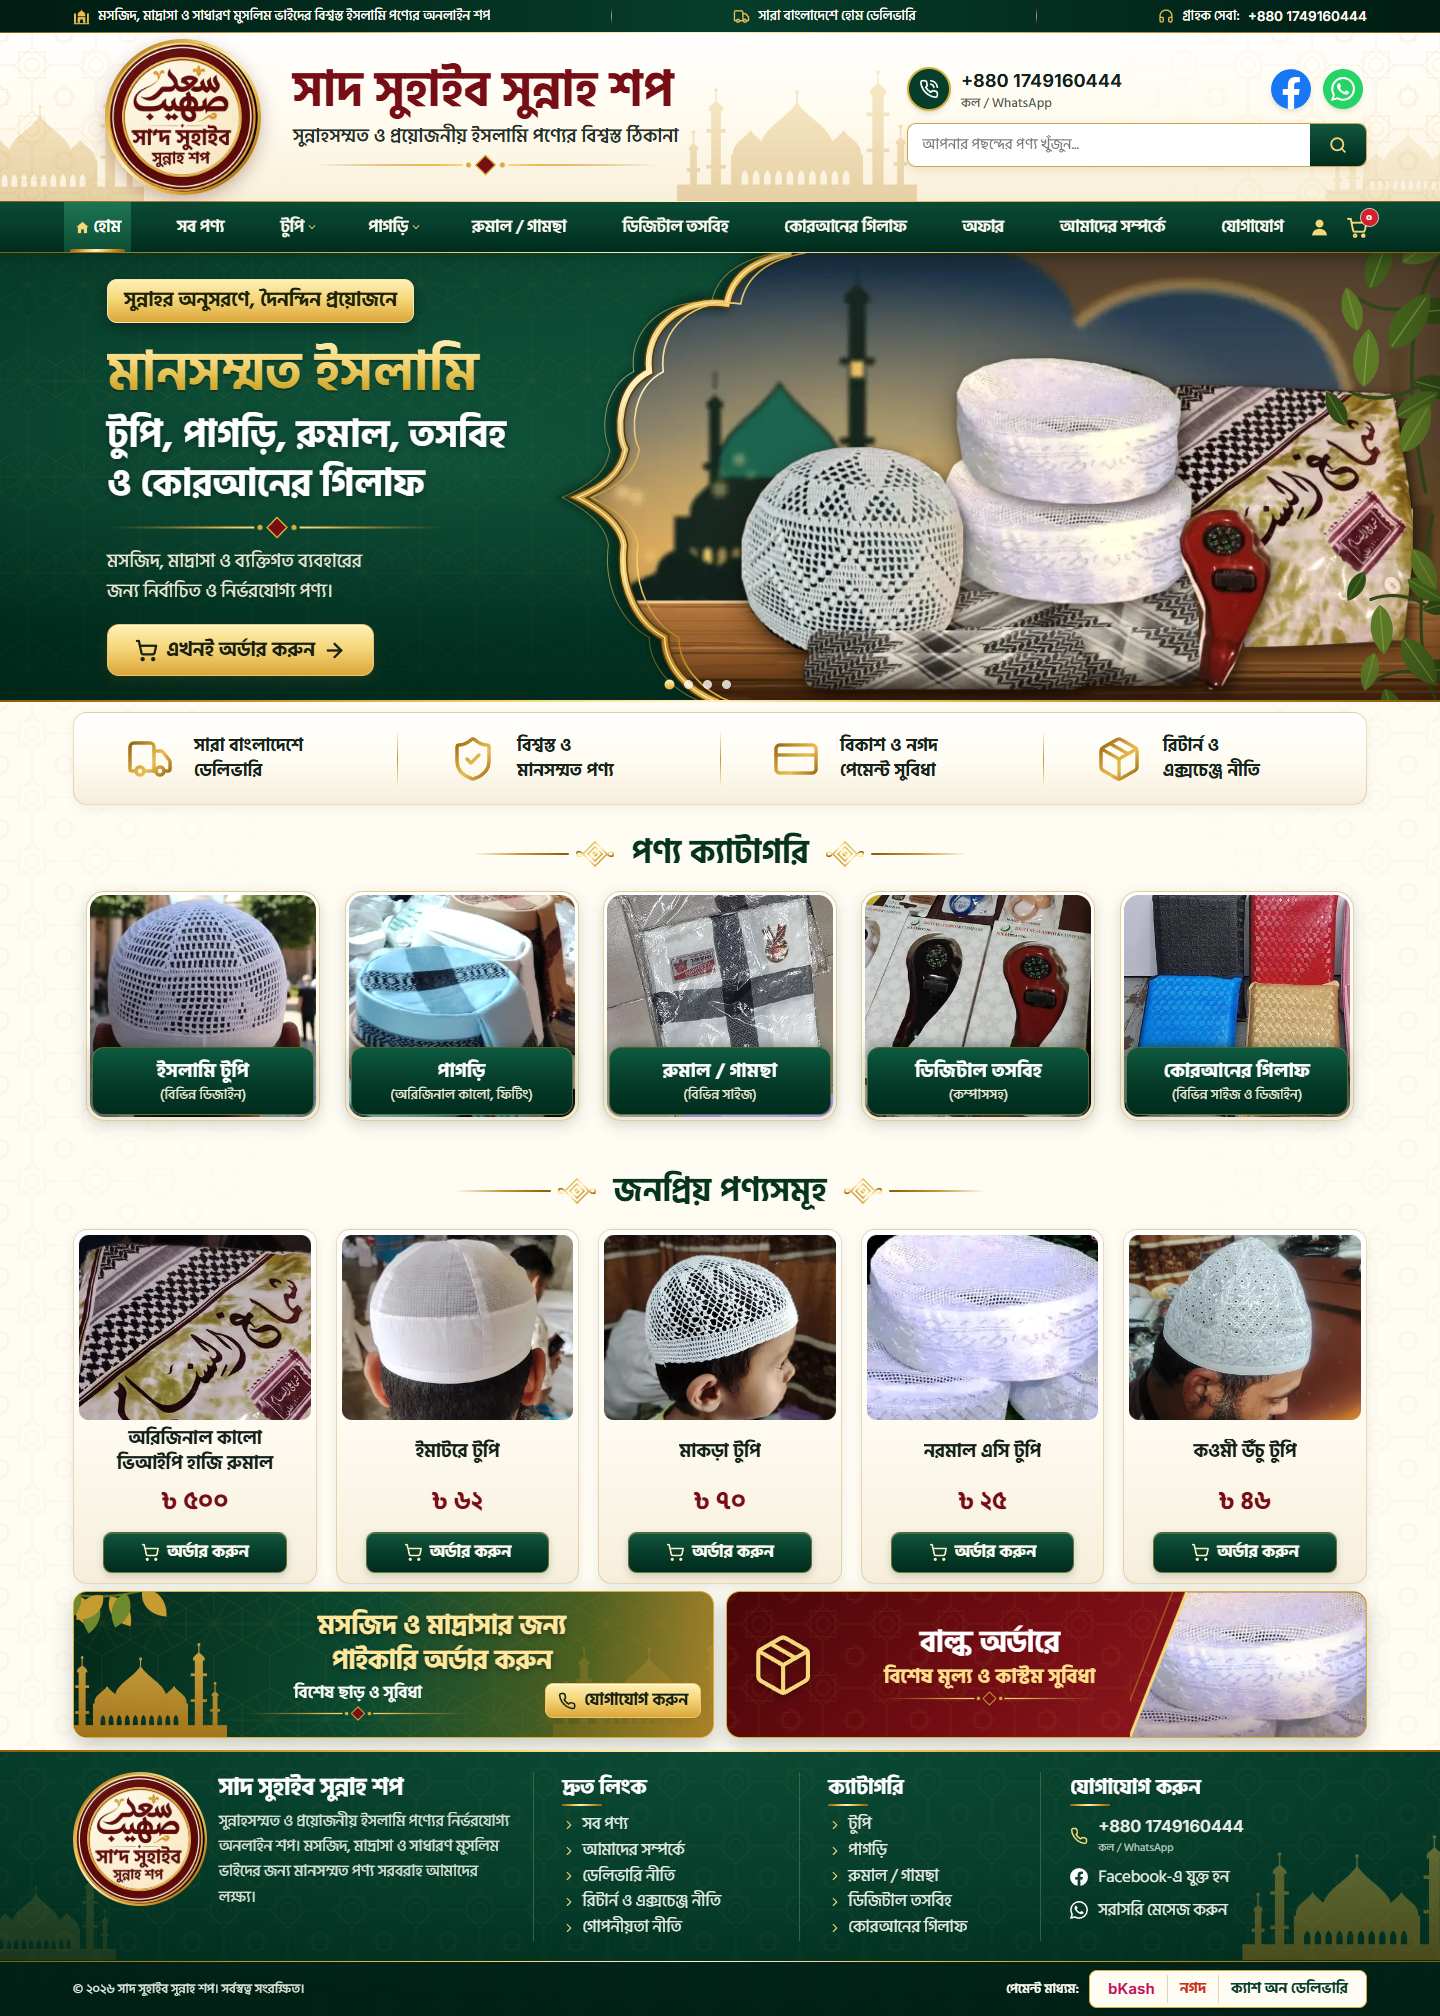 মসজিদ, মাদ্রাসা ও সাধারণ মুসলিম ভাইদের বিশ্বস্ত ইসলামি পণ্যের অনলাইন শপ
সারা বাংলাদেশে হোম ডেলিভারি
গ্রাহক সেবা: +880 1749160444
سعد
صهيب
সা'দ সুহাইব
সুন্নাহ শপ
সাদ সুহাইব সুন্নাহ শপ
সুন্নাহসম্মত ও প্রয়োজনীয় ইসলামি পণ্যের বিশ্বস্ত ঠিকানা
+880 1749160444
কল / WhatsApp
আপনার পছন্দের পণ্য খুঁজুন...
হোম
সব পণ্য
টুপি
পাগড়ি
রুমাল / গামছা
ডিজিটাল তসবিহ
কোরআনের গিলাফ
অফার
আমাদের সম্পর্কে
যোগাযোগ
০
সুন্নাহর অনুসরণে, দৈনন্দিন প্রয়োজনে
মানসম্মত ইসলামি
টুপি, পাগড়ি, রুমাল, তসবিহ
ও কোরআনের গিলাফ
মসজিদ, মাদ্রাসা ও ব্যক্তিগত ব্যবহারের
জন্য নির্বাচিত ও নির্ভরযোগ্য পণ্য।
এখনই অর্ডার করুন
সারা বাংলাদেশে
ডেলিভারি
বিশ্বস্ত ও
মানসম্মত পণ্য
বিকাশ ও নগদ
পেমেন্ট সুবিধা
রিটার্ন ও
এক্সচেঞ্জ নীতি
পণ্য ক্যাটাগরি
ইসলামি টুপি
(বিভিন্ন ডিজাইন)
পাগড়ি
(অরিজিনাল কালো, ফিটিং)
রুমাল / গামছা
(বিভিন্ন সাইজ)
ডিজিটাল তসবিহ
(কম্পাসসহ)
কোরআনের গিলাফ
(বিভিন্ন সাইজ ও ডিজাইন)
জনপ্রিয় পণ্যসমূহ
অরিজিনাল কালো
ভিআইপি হাজি রুমাল
৳ ৫০০
অর্ডার করুন
ইমাটরে টুপি
৳ ৬২
অর্ডার করুন
মাকড়া টুপি
৳ ৭০
অর্ডার করুন
নরমাল এসি টুপি
৳ ২৫
অর্ডার করুন
কওমী উঁচু টুপি
৳ ৪৬
অর্ডার করুন
মসজিদ ও মাদ্রাসার জন্য
পাইকারি অর্ডার করুন
বিশেষ ছাড় ও সুবিধা
যোগাযোগ করুন
বাল্ক অর্ডারে
বিশেষ মূল্য ও কাস্টম সুবিধা
سعد
صهيب
সা'দ সুহাইব
সুন্নাহ শপ
সাদ সুহাইব সুন্নাহ শপ
সুন্নাহসম্মত ও প্রয়োজনীয় ইসলামি পণ্যের নির্ভরযোগ্য
অনলাইন শপ। মসজিদ, মাদ্রাসা ও সাধারণ মুসলিম
ভাইদের জন্য মানসম্মত পণ্য সরবরাহ আমাদের
লক্ষ্য।
দ্রুত লিংক
সব পণ্য
আমাদের সম্পর্কে
ডেলিভারি নীতি
রিটার্ন ও এক্সচেঞ্জ নীতি
গোপনীয়তা নীতি
ক্যাটাগরি
টুপি
পাগড়ি
রুমাল / গামছা
ডিজিটাল তসবিহ
কোরআনের গিলাফ
যোগাযোগ করুন
+880 1749160444
কল / WhatsApp
Facebook-এ যুক্ত হন
সরাসরি মেসেজ করুন
© ২০২৬ সাদ সুহাইব সুন্নাহ শপ। সর্বস্বত্ব সংরক্ষিত।
পেমেন্ট মাধ্যম:
bKash
নগদ
ক্যাশ অন ডেলিভারি